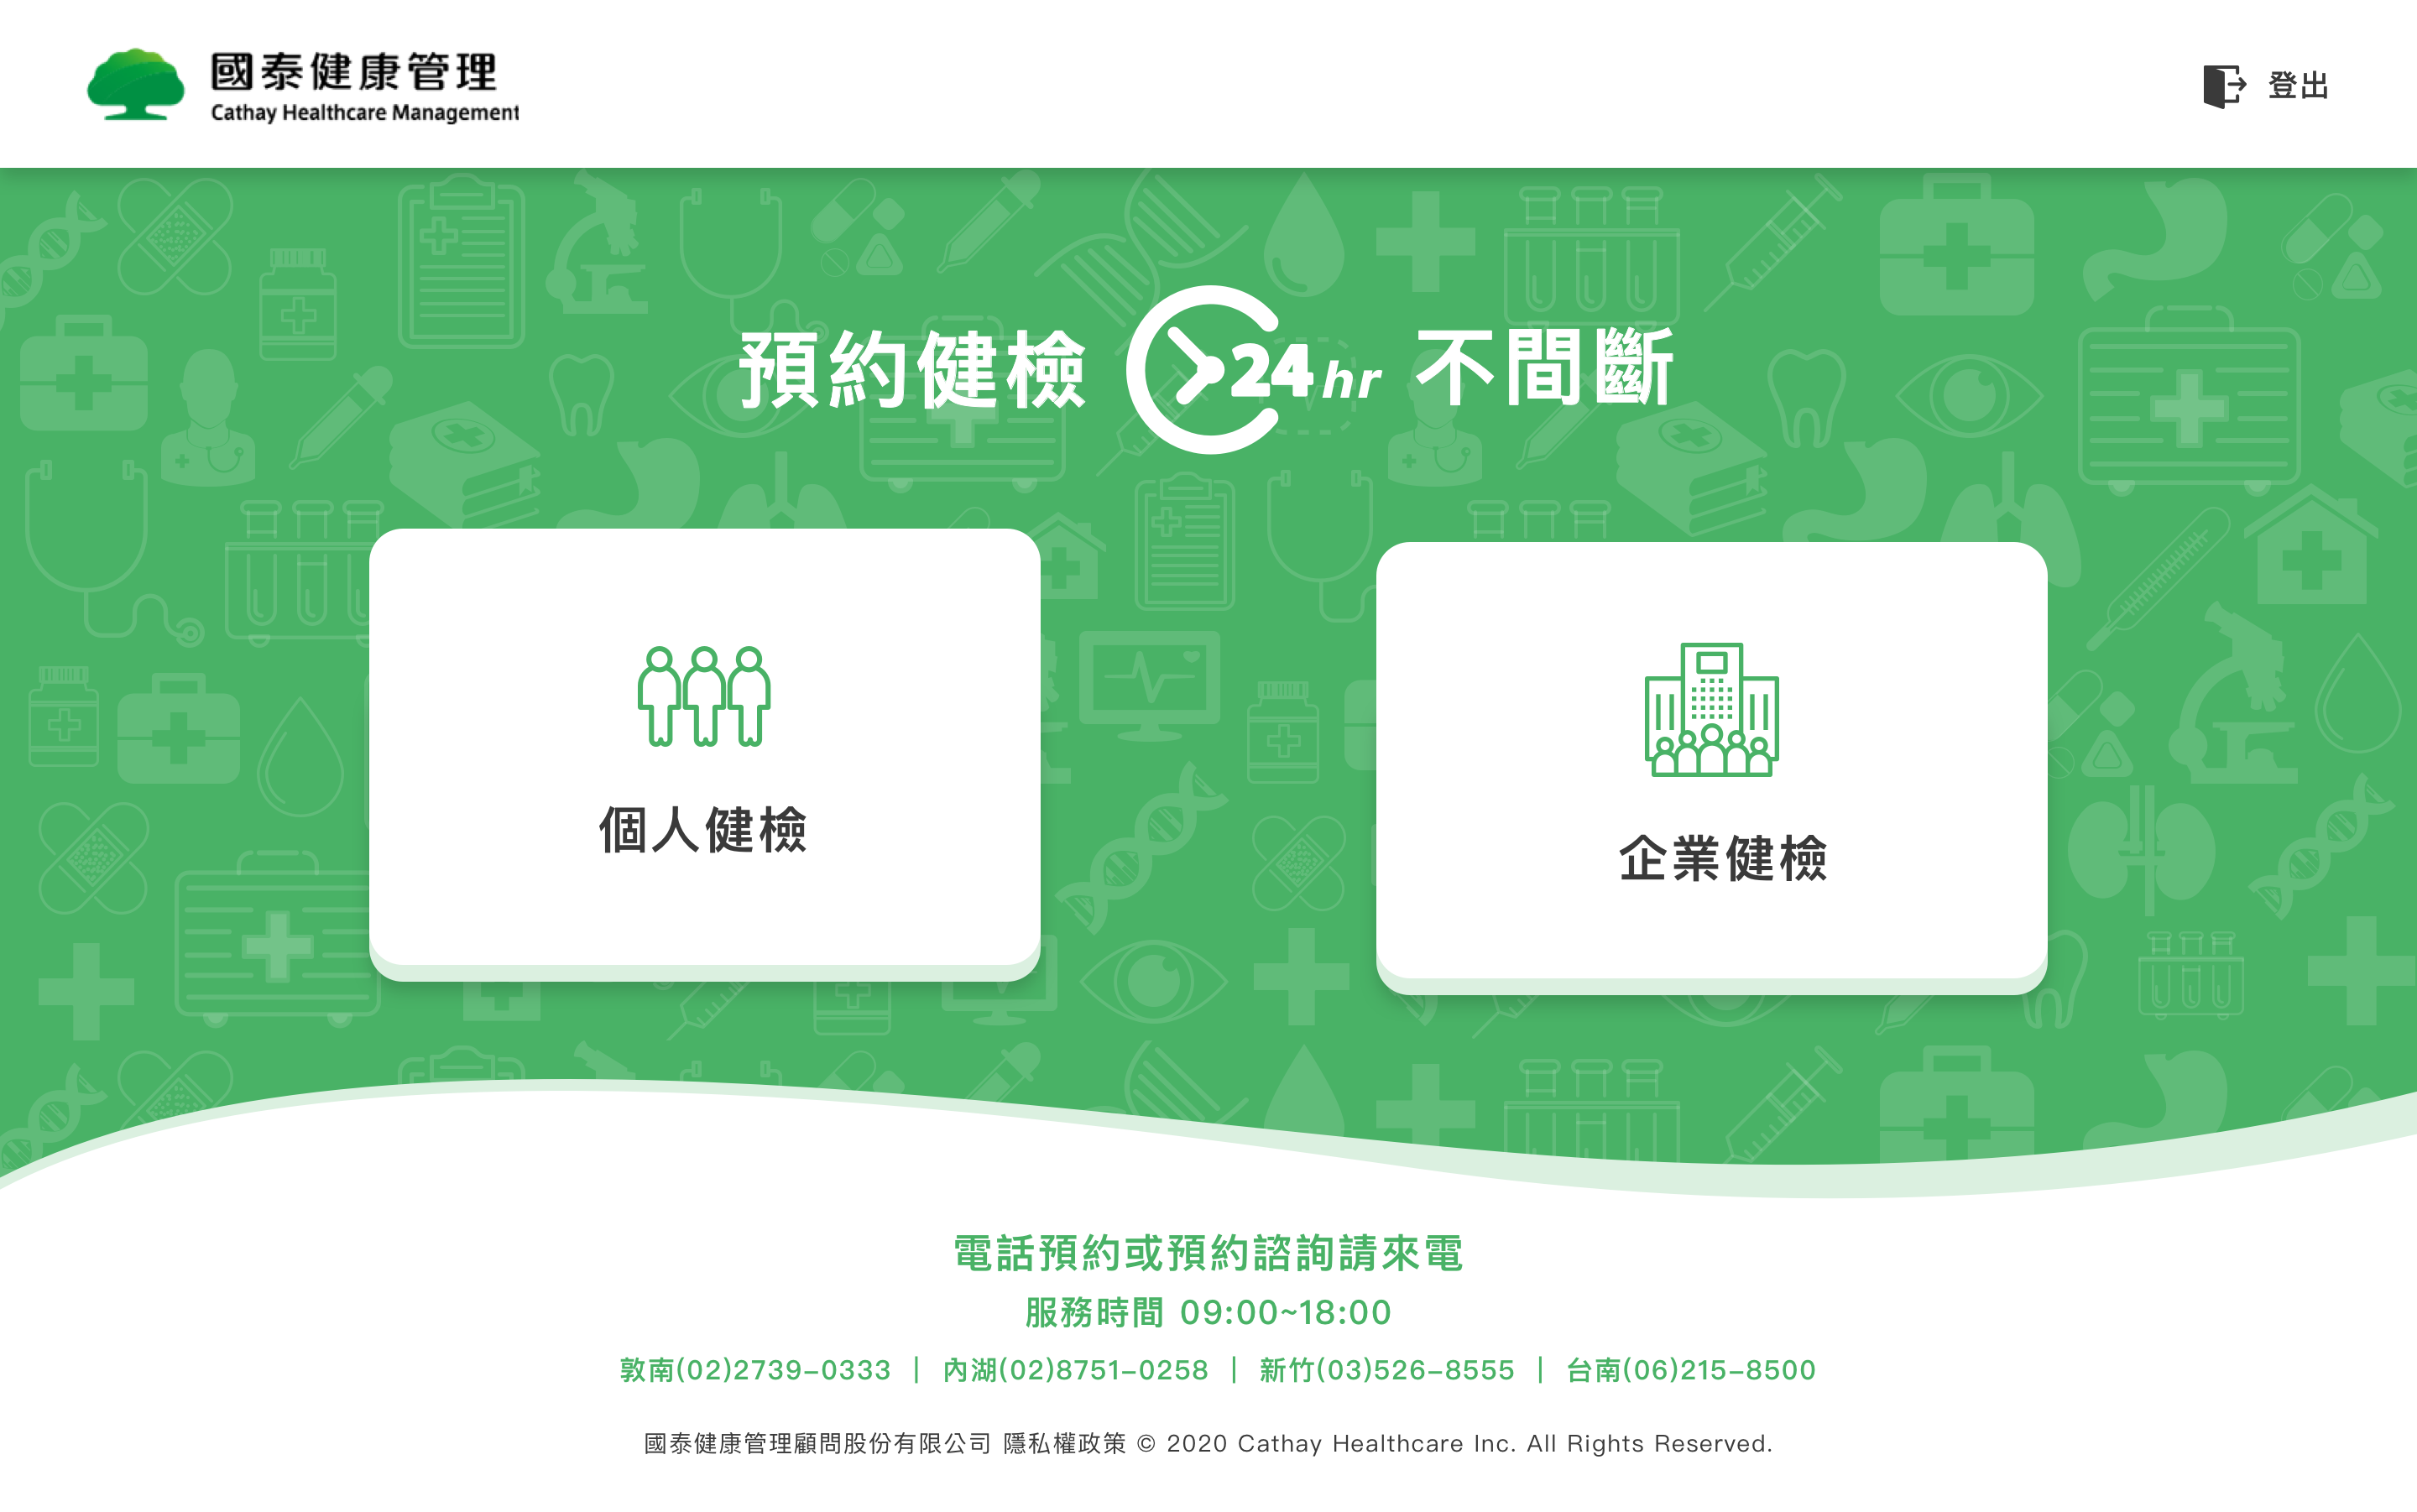 國泰健康管理
Cathay Healthcare Management
登出
預約健檢 24hr 不間斷
個人健檢
企業健檢
電話預約或預約諮詢請來電
服務時間 09:00~18:00
敦南(02)2739-0333 | 內湖(02)8751-0258 | 新竹(03)526-8555 | 台南(06)215-8500
國泰健康管理顧問股份有限公司 隱私權政策 © 2020 Cathay Healthcare Inc. All Rights Reserved.